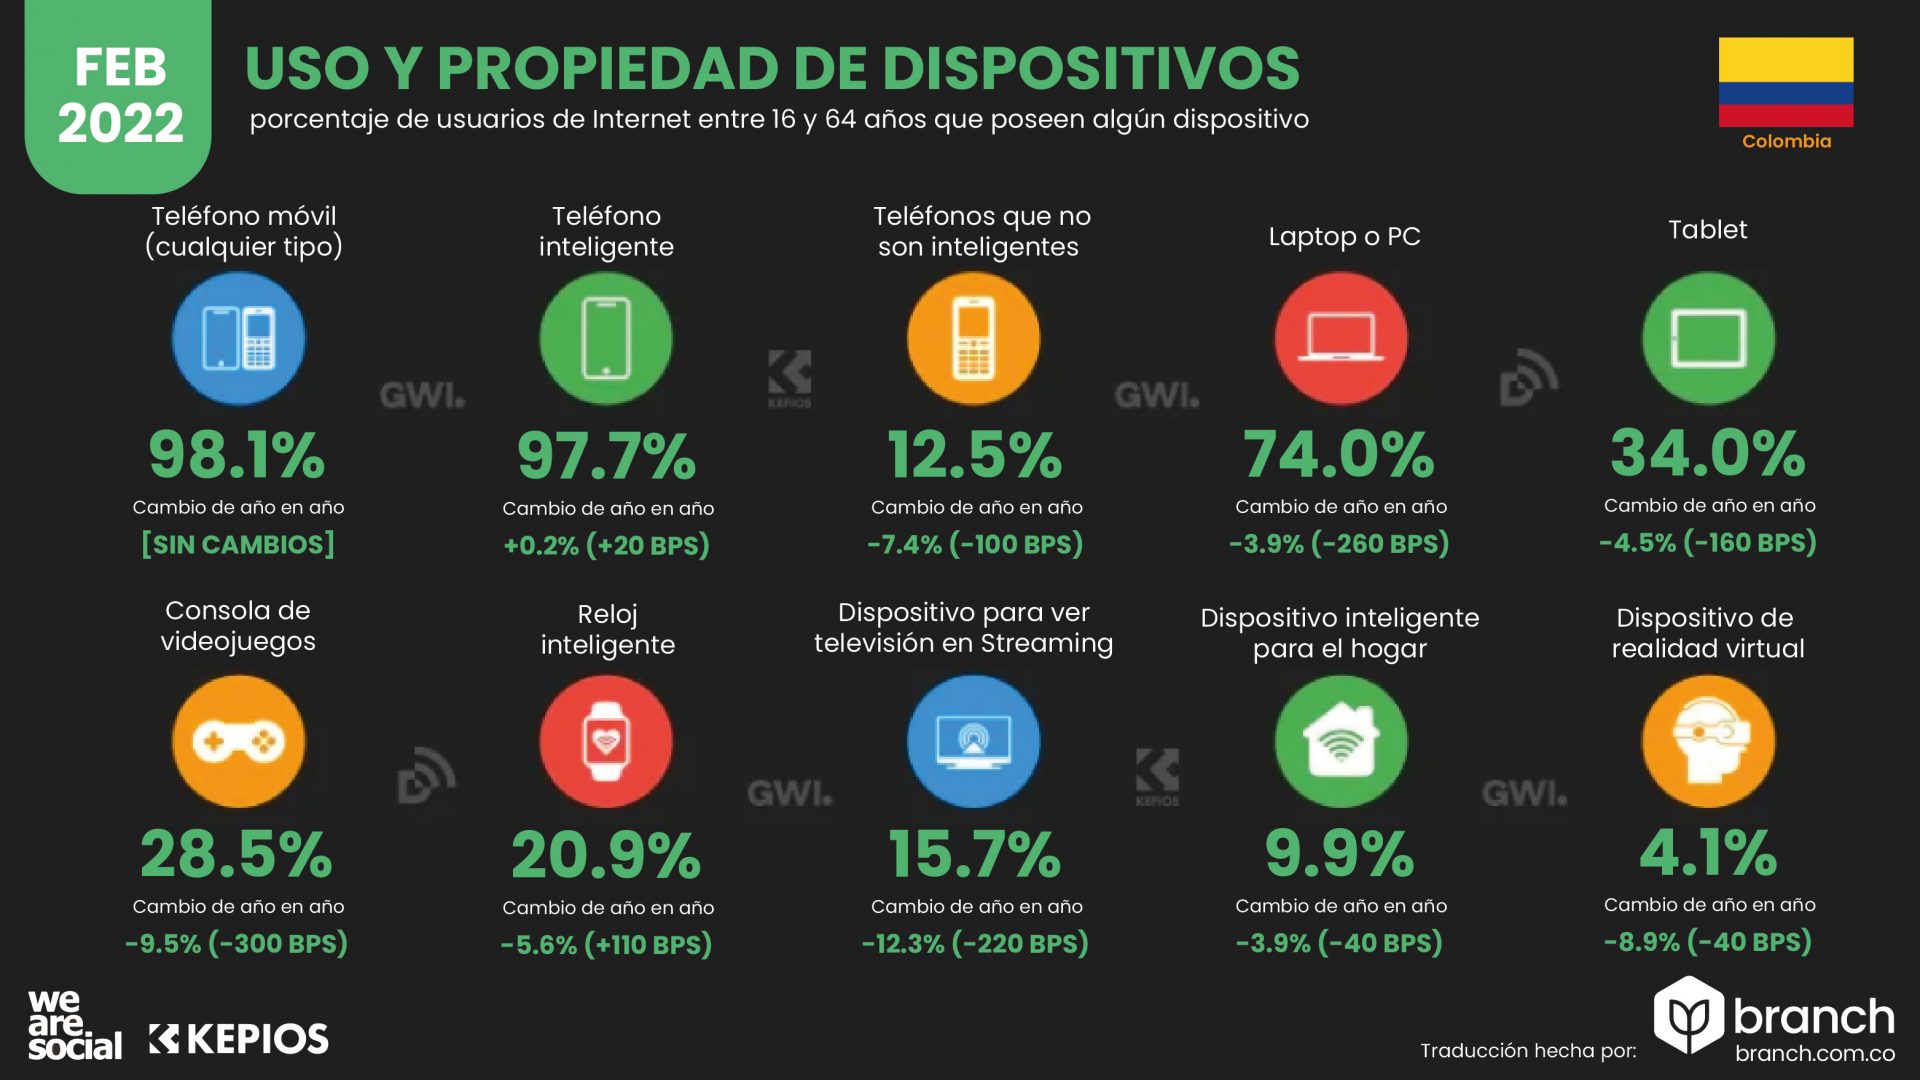 FEB
2022
USO Y PROPIEDAD DE DISPOSITIVOS
porcentaje de usuarios de Internet entre 16 y 64 años que poseen algún dispositivo
Colombia
Teléfono móvil
(cualquier tipo)
98.1%
Cambio de año en año
[SIN CAMBIOS]
Teléfono
inteligente
97.7%
Cambio de año en año
+0.2% (+20 BPS)
Teléfonos que no
son inteligentes
12.5%
Cambio de año en año
-7.4% (-100 BPS)
Laptop o PC
74.0%
Cambio de año en año
-3.9% (-260 BPS)
Tablet
34.0%
Cambio de año en año
-4.5% (-160 BPS)
GWI.
KEPIOS
GWI.
Consola de
videojuegos
28.5%
Cambio de año en año
-9.5% (-300 BPS)
Reloj
inteligente
20.9%
Cambio de año en año
-5.6% (+110 BPS)
Dispositivo para ver
televisión en Streaming
15.7%
Cambio de año en año
-12.3% (-220 BPS)
Dispositivo inteligente
para el hogar
9.9%
Cambio de año en año
-3.9% (-40 BPS)
Dispositivo de
realidad virtual
4.1%
Cambio de año en año
-8.9% (-40 BPS)
GWI.
KEPIOS
GWI.
we
are.
social
KEPIOS
Traducción hecha por:
branch
branch.com.co